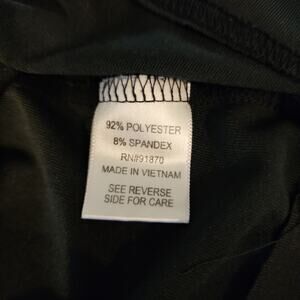 92% POLYESTER
8% SPANDEX
RN#91870
MADE IN VIETNAM
SEE REVERSE
SIDE FOR CARE